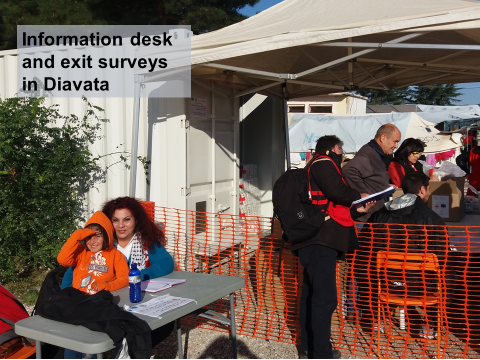 Information desk
and exit surveys
in Diavata